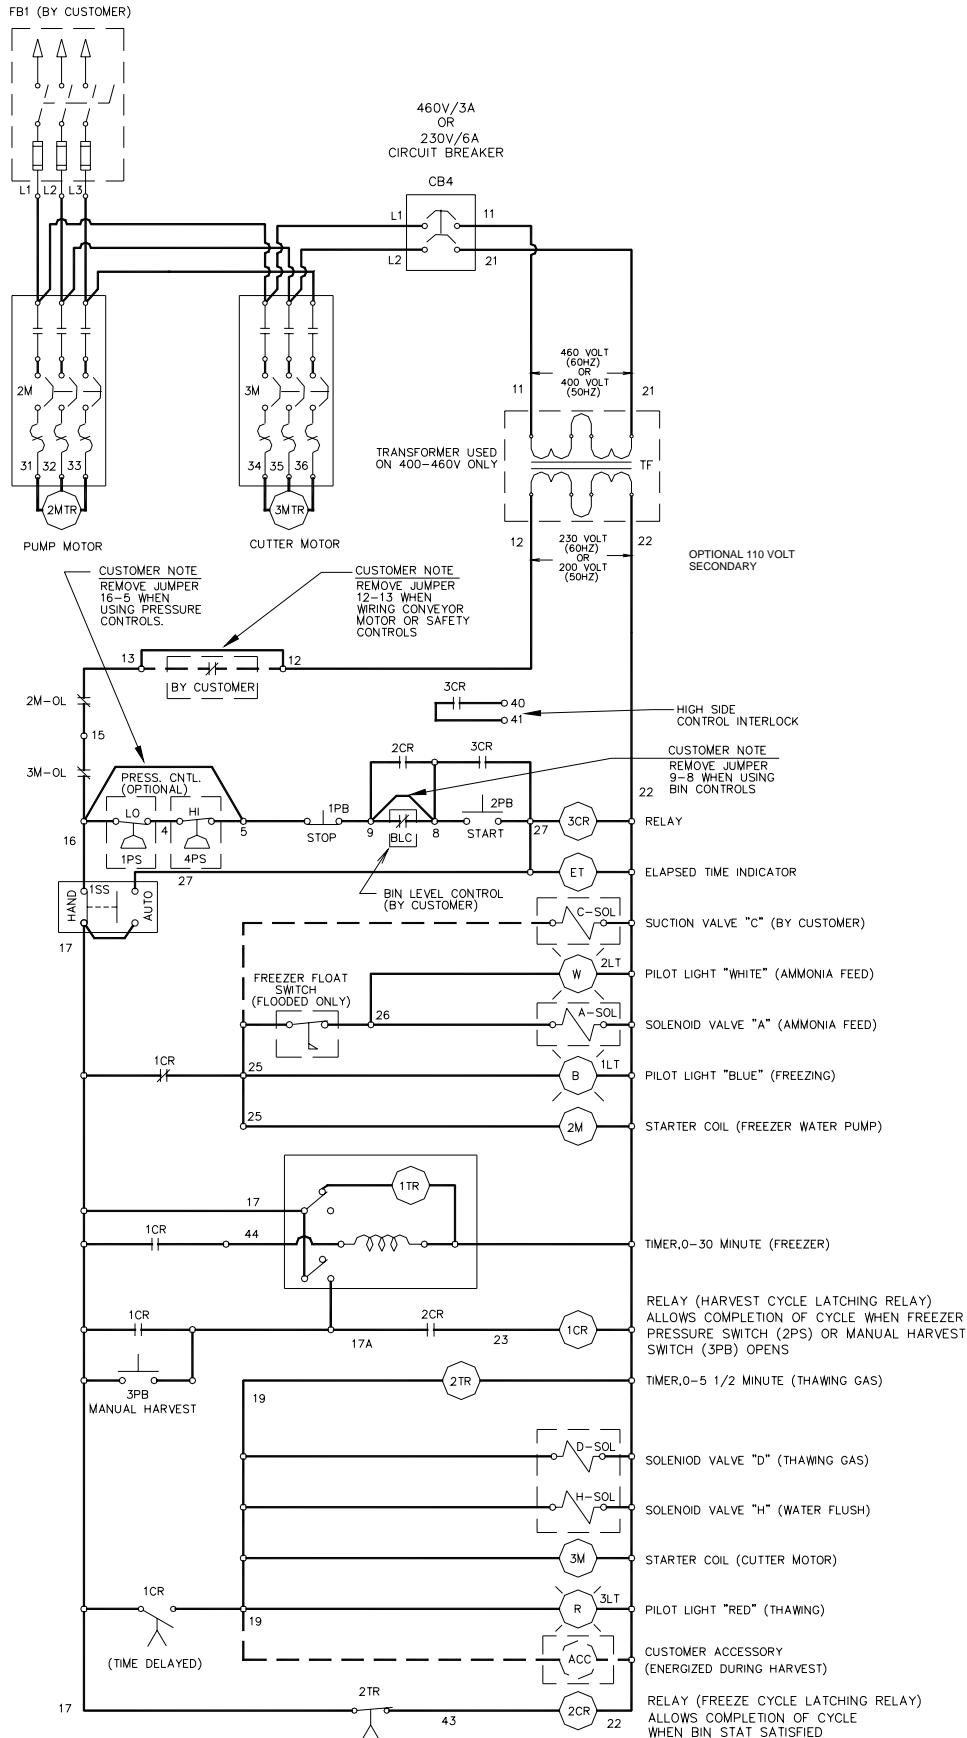 FB1 (BY CUSTOMER)
460V/3A
OR
230V/6A
CIRCUIT BREAKER
CB4
L1 L2 L3
L1
11
L2
21
2M
3M
460 VOLT
(60HZ)
OR
400 VOLT
(50HZ)
11
21
TRANSFORMER USED
ON 400-460V ONLY
TF
31 32 33
34 35 36
2MTR
3MTR
PUMP MOTOR
CUTTER MOTOR
12
230 VOLT
(60HZ)
OR
200 VOLT
(50HZ)
22
OPTIONAL 110 VOLT
SECONDARY
CUSTOMER NOTE
REMOVE JUMPER
16-5 WHEN
USING PRESSURE
CONTROLS.
CUSTOMER NOTE
REMOVE JUMPER
12-13 WHEN
WIRING CONVEYOR
MOTOR OR SAFETY
CONTROLS
13
12
BY CUSTOMER
2M-OL
15
3M-OL
3CR
40
41
HIGH SIDE
CONTROL INTERLOCK
PRESS. CNTL.
(OPTIONAL)
2CR
3CR
CUSTOMER NOTE
REMOVE JUMPER
9-8 WHEN USING
BIN CONTROLS
22
LO
HI
1PB
2PB
16
4
5
STOP
9
BLC
8
START
27
3CR
RELAY
1PS
4PS
27
ET
ELAPSED TIME INDICATOR
BIN LEVEL CONTROL
(BY CUSTOMER)
1SS
HAND
AUTO
17
C-SOL
SUCTION VALVE "C" (BY CUSTOMER)
FREEZER FLOAT
SWITCH
(FLOODED ONLY)
W
2LT
PILOT LIGHT "WHITE" (AMMONIA FEED)
26
A-SOL
SOLENOID VALVE "A" (AMMONIA FEED)
1CR
25
B
1LT
PILOT LIGHT "BLUE" (FREEZING)
25
2M
STARTER COIL (FREEZER WATER PUMP)
17
1TR
1CR
44
TIMER,0-30 MINUTE (FREEZER)
1CR
17A
2CR
23
1CR
RELAY (HARVEST CYCLE LATCHING RELAY)
ALLOWS COMPLETION OF CYCLE WHEN FREEZER
PRESSURE SWITCH (2PS) OR MANUAL HARVEST
SWITCH (3PB) OPENS
3PB
MANUAL HARVEST
19
2TR
TIMER,0-5 1/2 MINUTE (THAWING GAS)
D-SOL
SOLENIOD VALVE "D" (THAWING GAS)
H-SOL
SOLENOID VALVE "H" (WATER FLUSH)
3M
STARTER COIL (CUTTER MOTOR)
1CR
19
R
3LT
PILOT LIGHT "RED" (THAWING)
(TIME DELAYED)
ACC
CUSTOMER ACCESSORY
(ENERGIZED DURING HARVEST)
17
2TR
43
2CR
22
RELAY (FREEZE CYCLE LATCHING RELAY)
ALLOWS COMPLETION OF CYCLE
WHEN BIN STAT SATISFIED